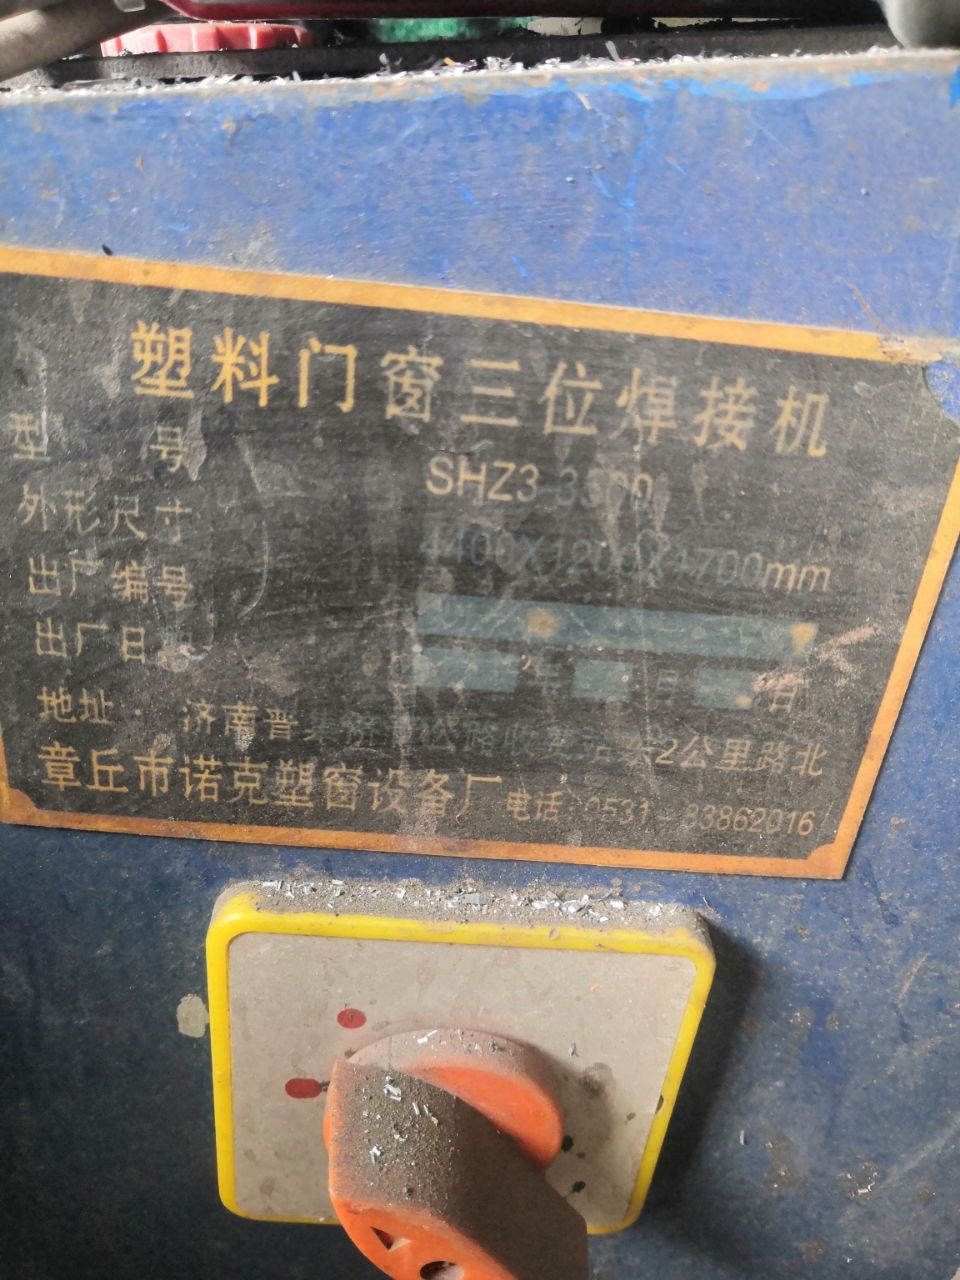 塑料门窗三位焊接机
型号 SHZ3-3500
外形尺寸 4400X1200X1700mm
出厂编号
出厂日 年 月 日
地址: 济南普集 公路收费站东2公里路北
章丘市诺克塑窗设备厂 电话:0531-83862016